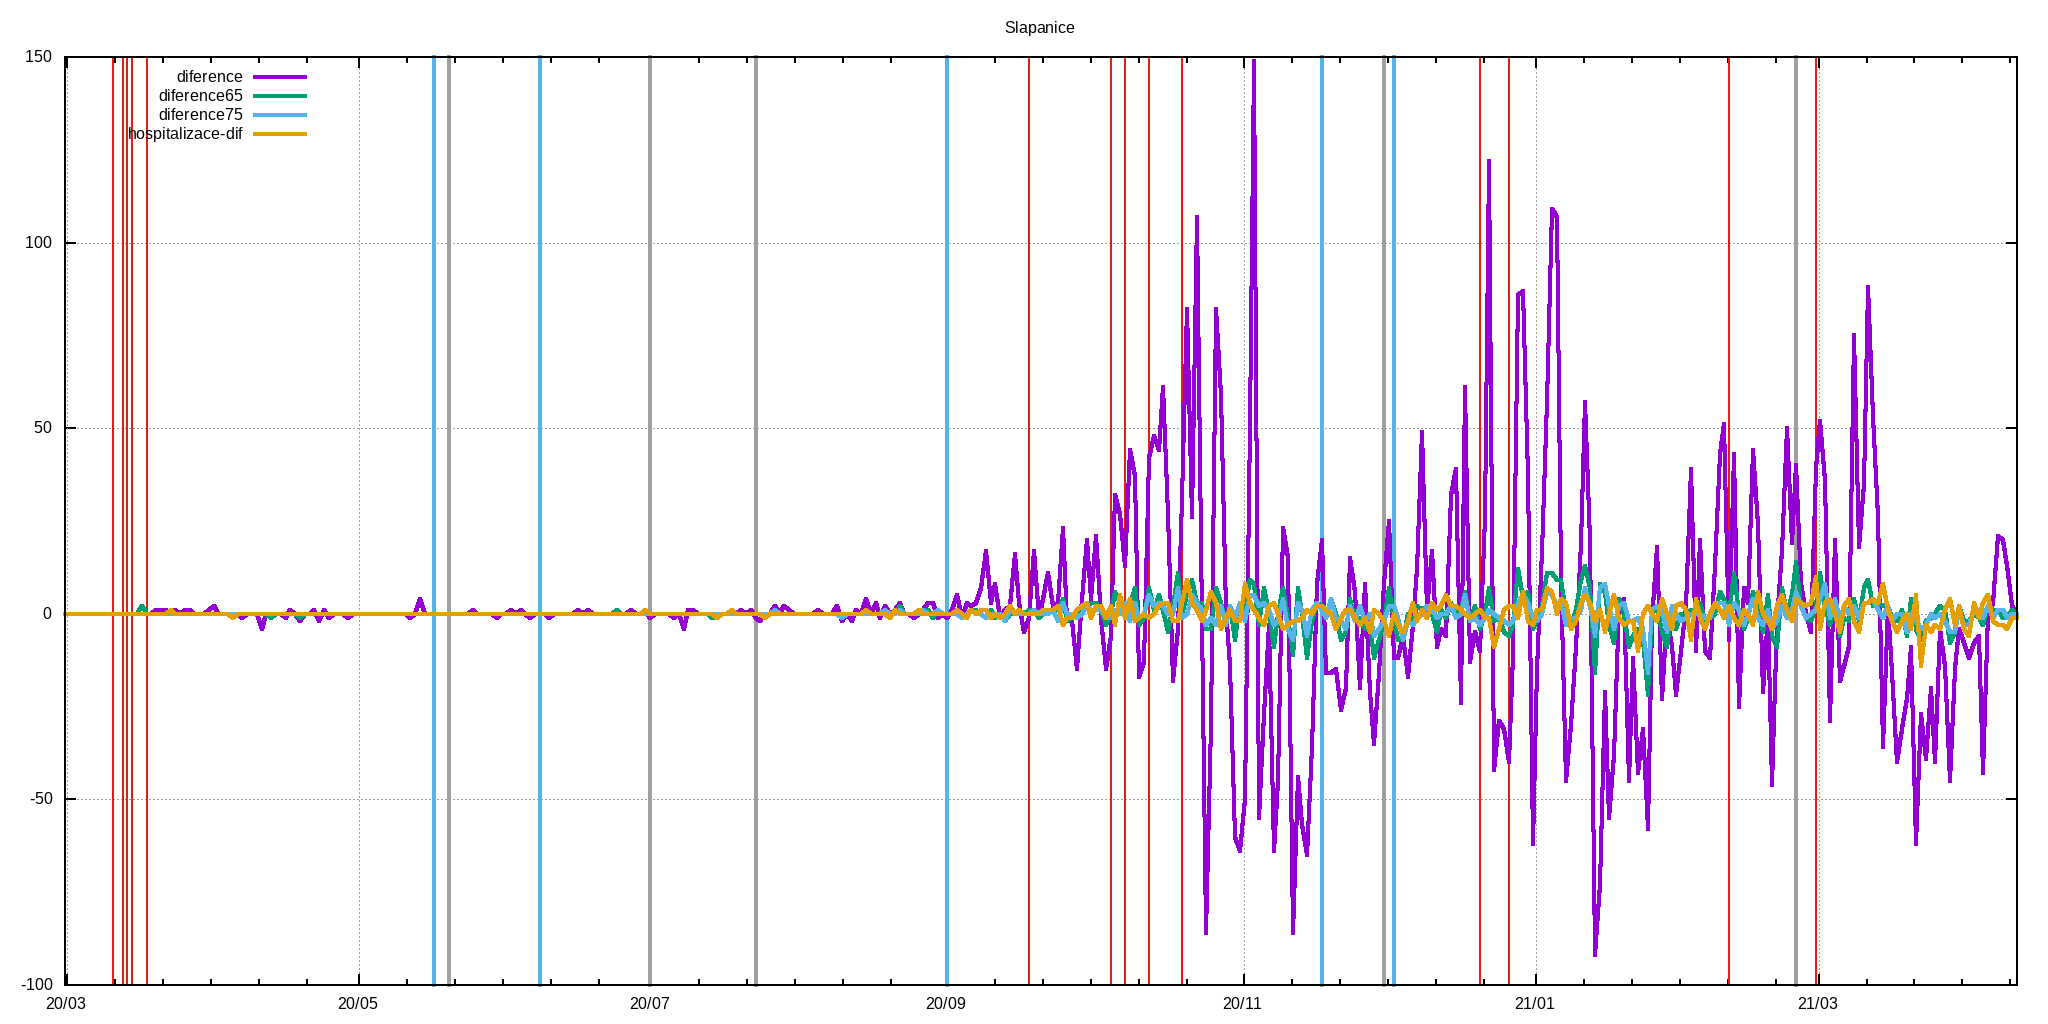 Slapanice
150
diference
diference65
diference75
hospitalizace-dif
100
50
0
-50
-100
20/03 20/05 20/07 20/09 20/11 21/01 21/03